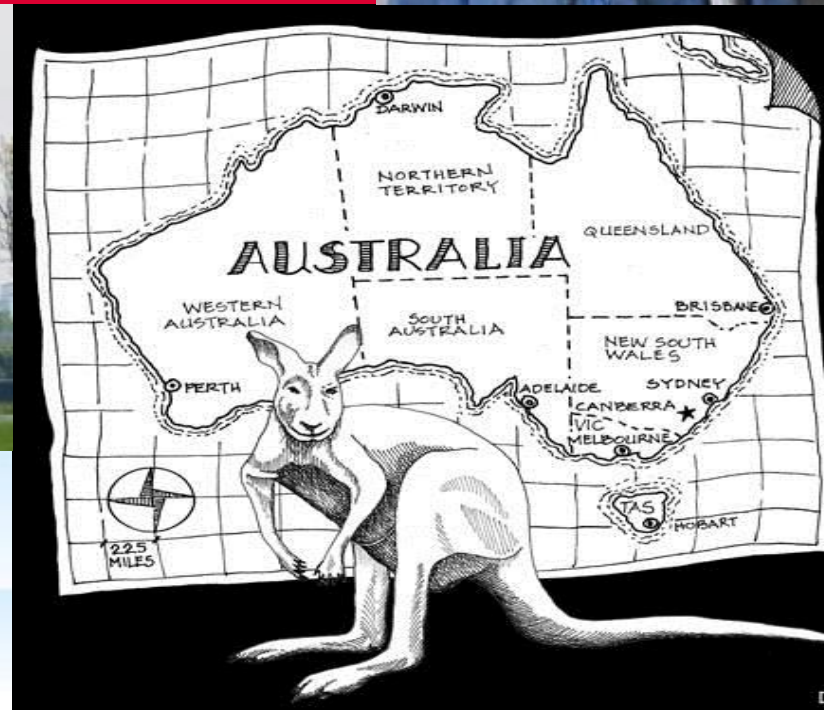 DARWIN
NORTHERN
TERRITORY
QUEENSLAND
AUSTRALIA
WESTERN
AUSTRALIA
SOUTH
AUSTRALIA
BRISBANE
NEW SOUTH
WALES
PERTH
ADELAIDE
SYDNEY
CANBERRA
VIC
MELBOURNE
TAS
HOBART
225
MILES